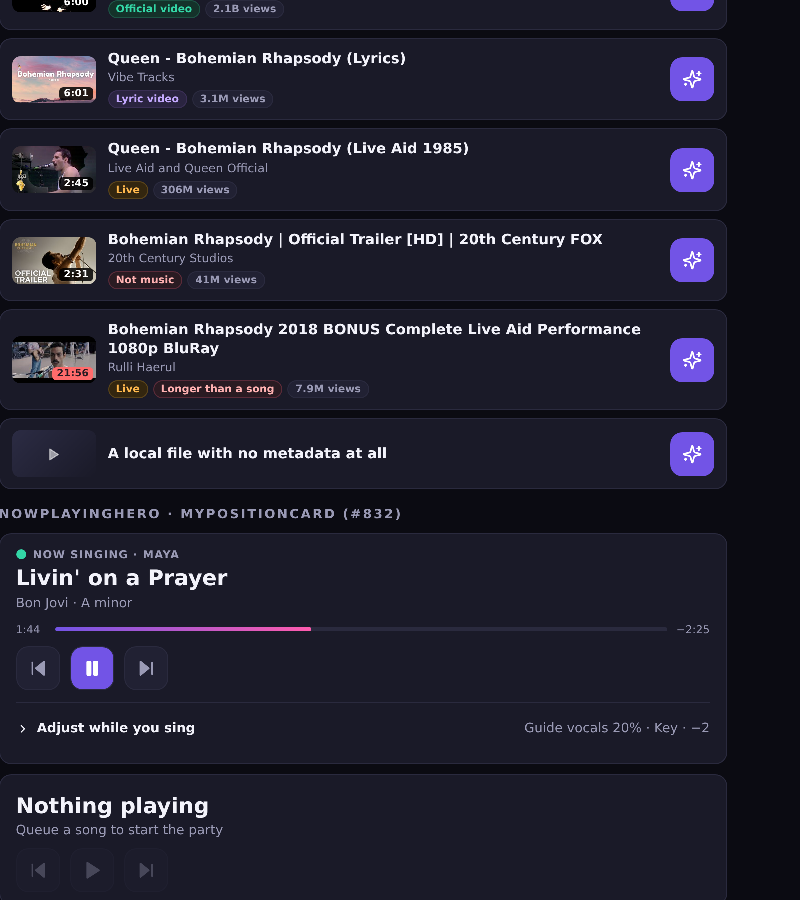 6:00
Official video 2.1B views
Queen - Bohemian Rhapsody (Lyrics)
Vibe Tracks
Bohemian Rhapsody
6:01
Lyric video 3.1M views
Queen - Bohemian Rhapsody (Live Aid 1985)
Live Aid and Queen Official
2:45
Live 306M views
Bohemian Rhapsody | Official Trailer [HD] | 20th Century FOX
20th Century Studios
OFFICIAL
TRAILER
2:31
Not music 41M views
Bohemian Rhapsody 2018 BONUS Complete Live Aid Performance
1080p BluRay
Rulli Haerul
21:56
Live Longer than a song 7.9M views
A local file with no metadata at all
NOWPLAYINGHERO · MYPOSITIONCARD (#832)
NOW SINGING · MAYA
Livin' on a Prayer
Bon Jovi · A minor
1:44 −2:25
Adjust while you sing Guide vocals 20% · Key · −2
Nothing playing
Queue a song to start the party